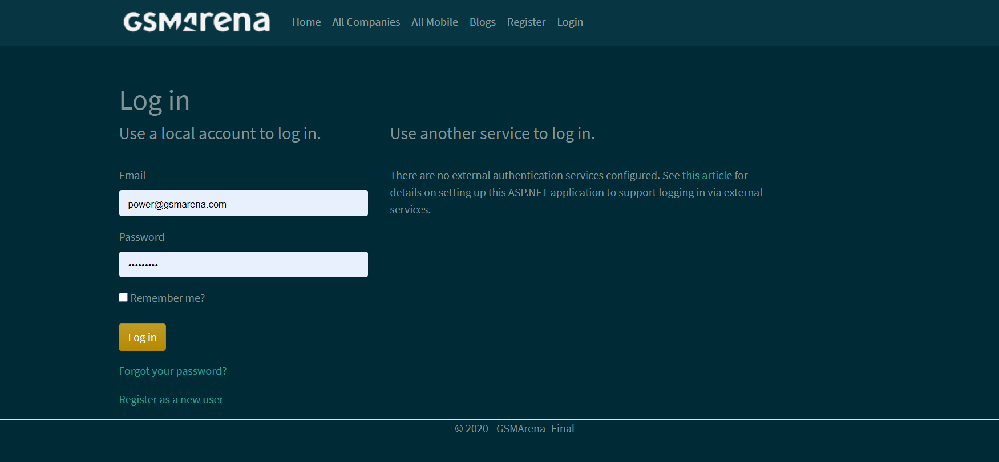 GSMArena Home All Companies All Mobile Blogs Register Login
Log in
Use a local account to log in.
Email
power@gsmarena.com
Password
•••••••••
Remember me?
Log in
Forgot your password?
Register as a new user
Use another service to log in.
There are no external authentication services configured. See this article for
details on setting up this ASP.NET application to support logging in via external
services.
© 2020 - GSMArena_Final